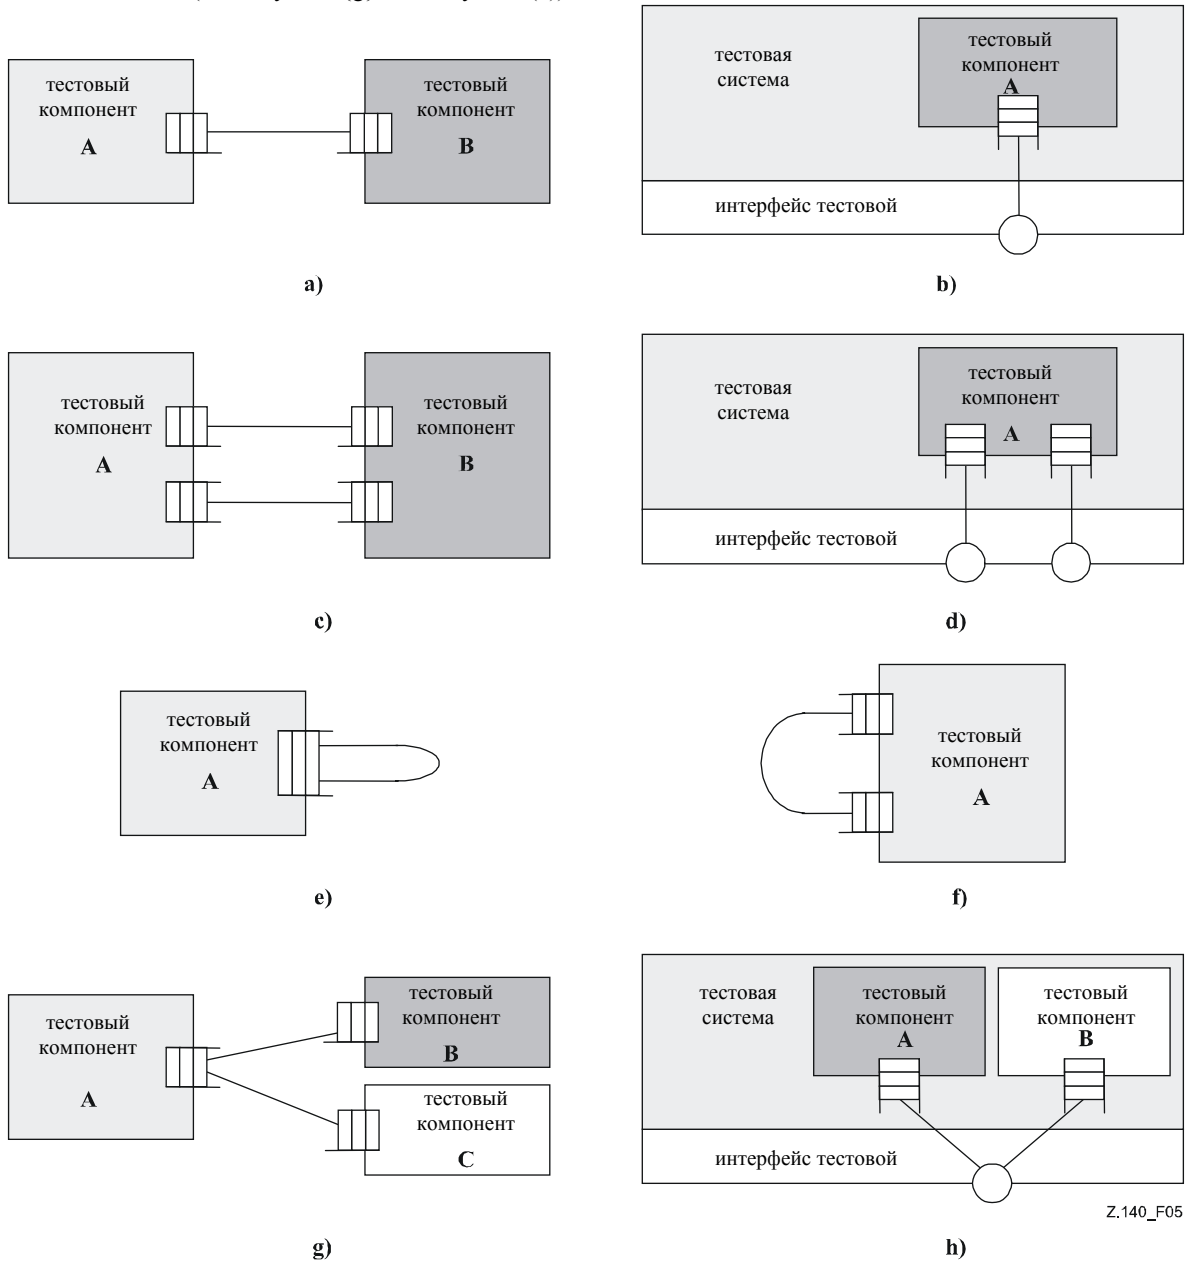 тестовый
компонент
A
тестовый
компонент
B
a)
тестовая
система
тестовый
компонент
A
интерфейс тестовой
b)
тестовый
компонент
A
тестовый
компонент
B
c)
тестовая
система
тестовый
компонент
A
интерфейс тестовой
d)
тестовый
компонент
A
e)
тестовый
компонент
A
f)
тестовый
компонент
A
тестовый
компонент
B
тестовый
компонент
C
g)
тестовая
система
тестовый
компонент
A
тестовый
компонент
B
интерфейс тестовой
Z.140_F05
h)